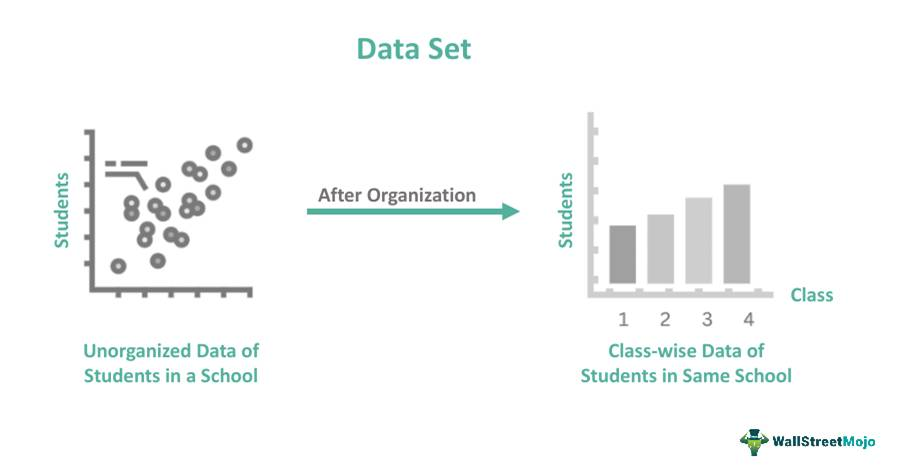 Data Set
Students
After Organization
Students
Class
1 2 3 4
Unorganized Data of
Students in a School
Class-wise Data of
Students in Same School
WallStreetMojo